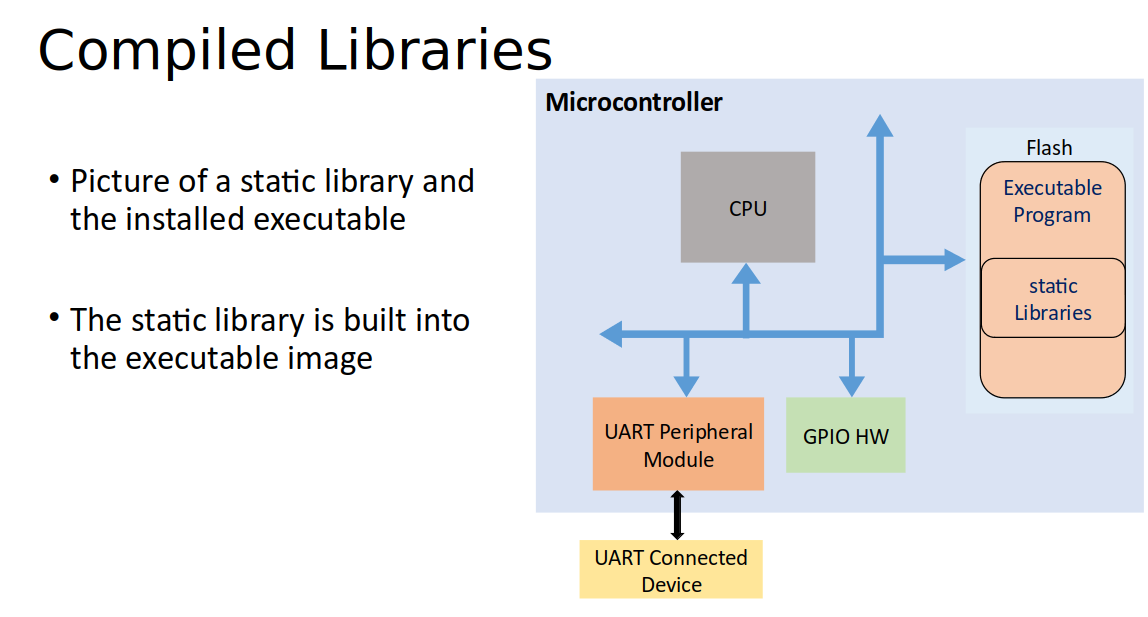 Compiled Libraries
• Picture of a static library and
the installed executable
• The static library is built into
the executable image
Microcontroller
CPU
Flash
Executable
Program
static
Libraries
UART Peripheral
Module
GPIO HW
UART Connected
Device